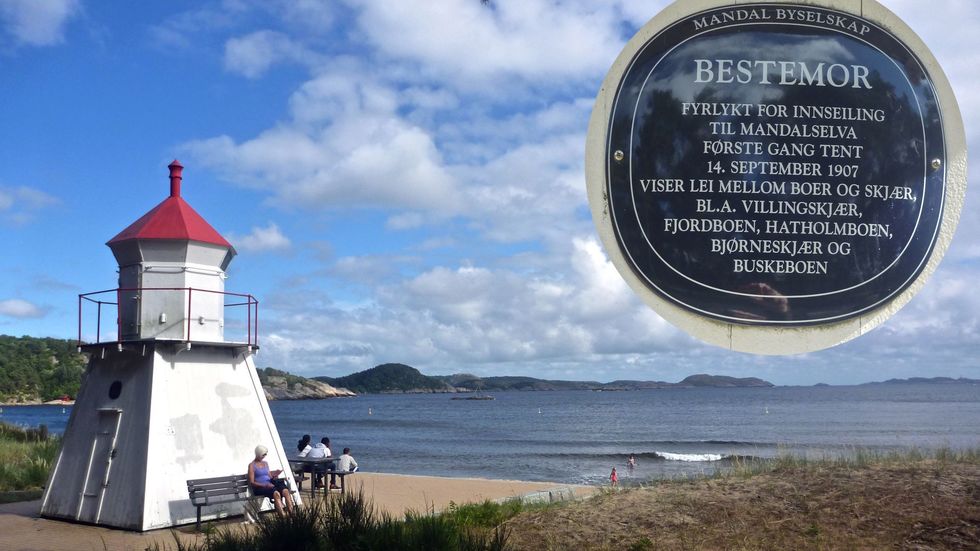 MANDAL BYSELSKAP
BESTEMOR
FYRLYKT FOR INNSEILING
TIL MANDALSELVA
FØRSTE GANG TENT
14. SEPTEMBER 1907
VISER LEI MELLOM BOER OG SKJÆR,
BL.A. VILLINGSKJÆR,
FJORDBOEN, HATHOLMBOEN,
BJØRNESKJÆR OG
BUSKEBOEN